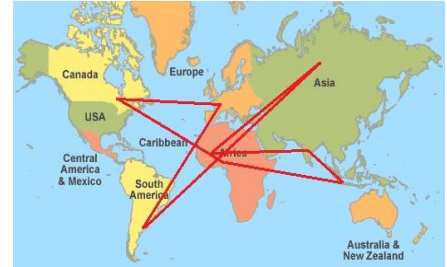 Europe
Canada
Asia
USA
Caribbean
Africa
Central
America
& Mexico
South
America
Australia &
New Zealand